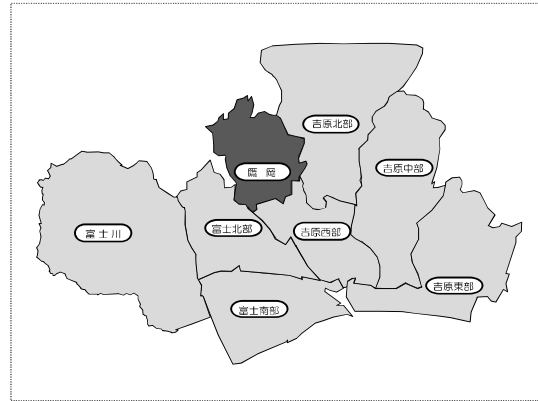 吉原北部
吉原中部
鷹 岡
富士川
富士北部
吉原西部
吉原東部
富士南部